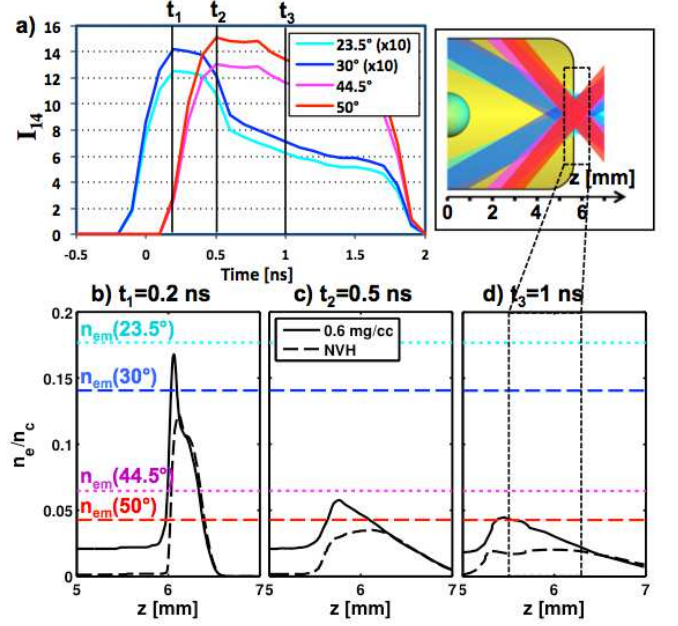 a)
t1 t2 t3
16
14
12
10
8
6
4
2
0
I14
-0.5 0 0.5 1 1.5 2
Time [ns]
23.5° (x10)
30° (x10)
44.5°
50°
z [mm]
0 2 4 6
b) t1=0.2 ns
c) t2=0.5 ns
d) t3=1 ns
0.2
0.15
0.1
0.05
0
ne/nc
nem(23.5°)
nem(30°)
nem(44.5°)
nem(50°)
0.6 mg/cc
NVH
5 6 75 6 5 6 7
z [mm] z [mm] z [mm]